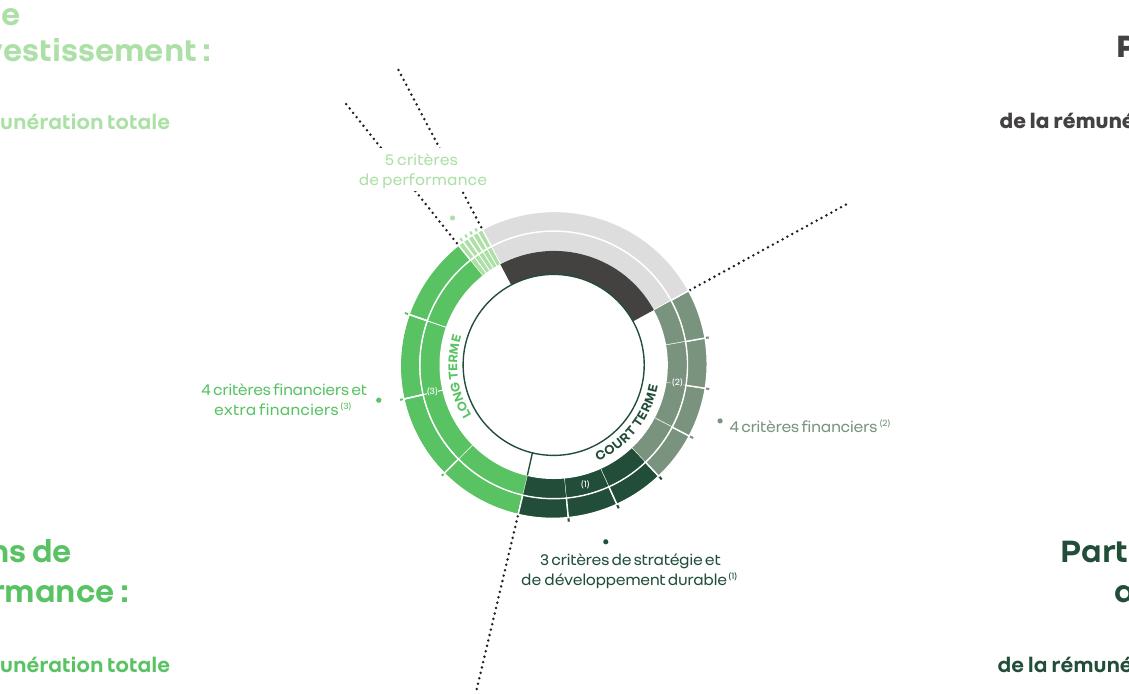 e
vestissement :
unération totale
P
de la rémuné
5 critères
de performance
LONG TERME
(3)
4 critères financiers et
extra financiers (3)
(2)
COURT TERME
4 critères financiers (2)
(1)
3 critères de stratégie et
de développement durable (1)
ns de
rmance :
unération totale
Part
a
de la rémuné